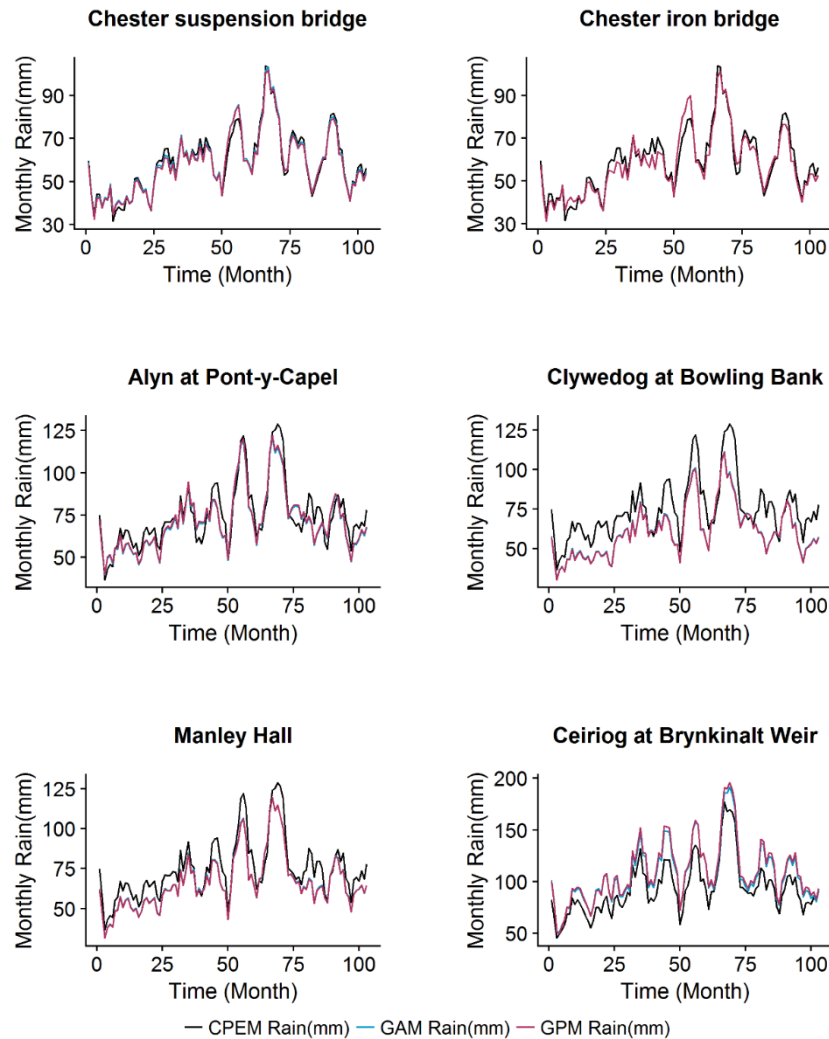 Chester suspension bridge
Chester iron bridge
Monthly Rain(mm)
90
70
50
30
0 25 50 75 100
Time (Month)
Monthly Rain(mm)
90
70
50
30
0 25 50 75 100
Time (Month)
Alyn at Pont-y-Capel
Clywedog at Bowling Bank
Monthly Rain(mm)
125
100
75
50
0 25 50 75 100
Time (Month)
Monthly Rain(mm)
125
100
75
50
0 25 50 75 100
Time (Month)
Manley Hall
Ceiriog at Brynkinalt Weir
Monthly Rain(mm)
125
100
75
50
0 25 50 75 100
Time (Month)
Monthly Rain(mm)
200
150
100
50
0 25 50 75 100
Time (Month)
CPEM Rain(mm) GAM Rain(mm) GPM Rain(mm)